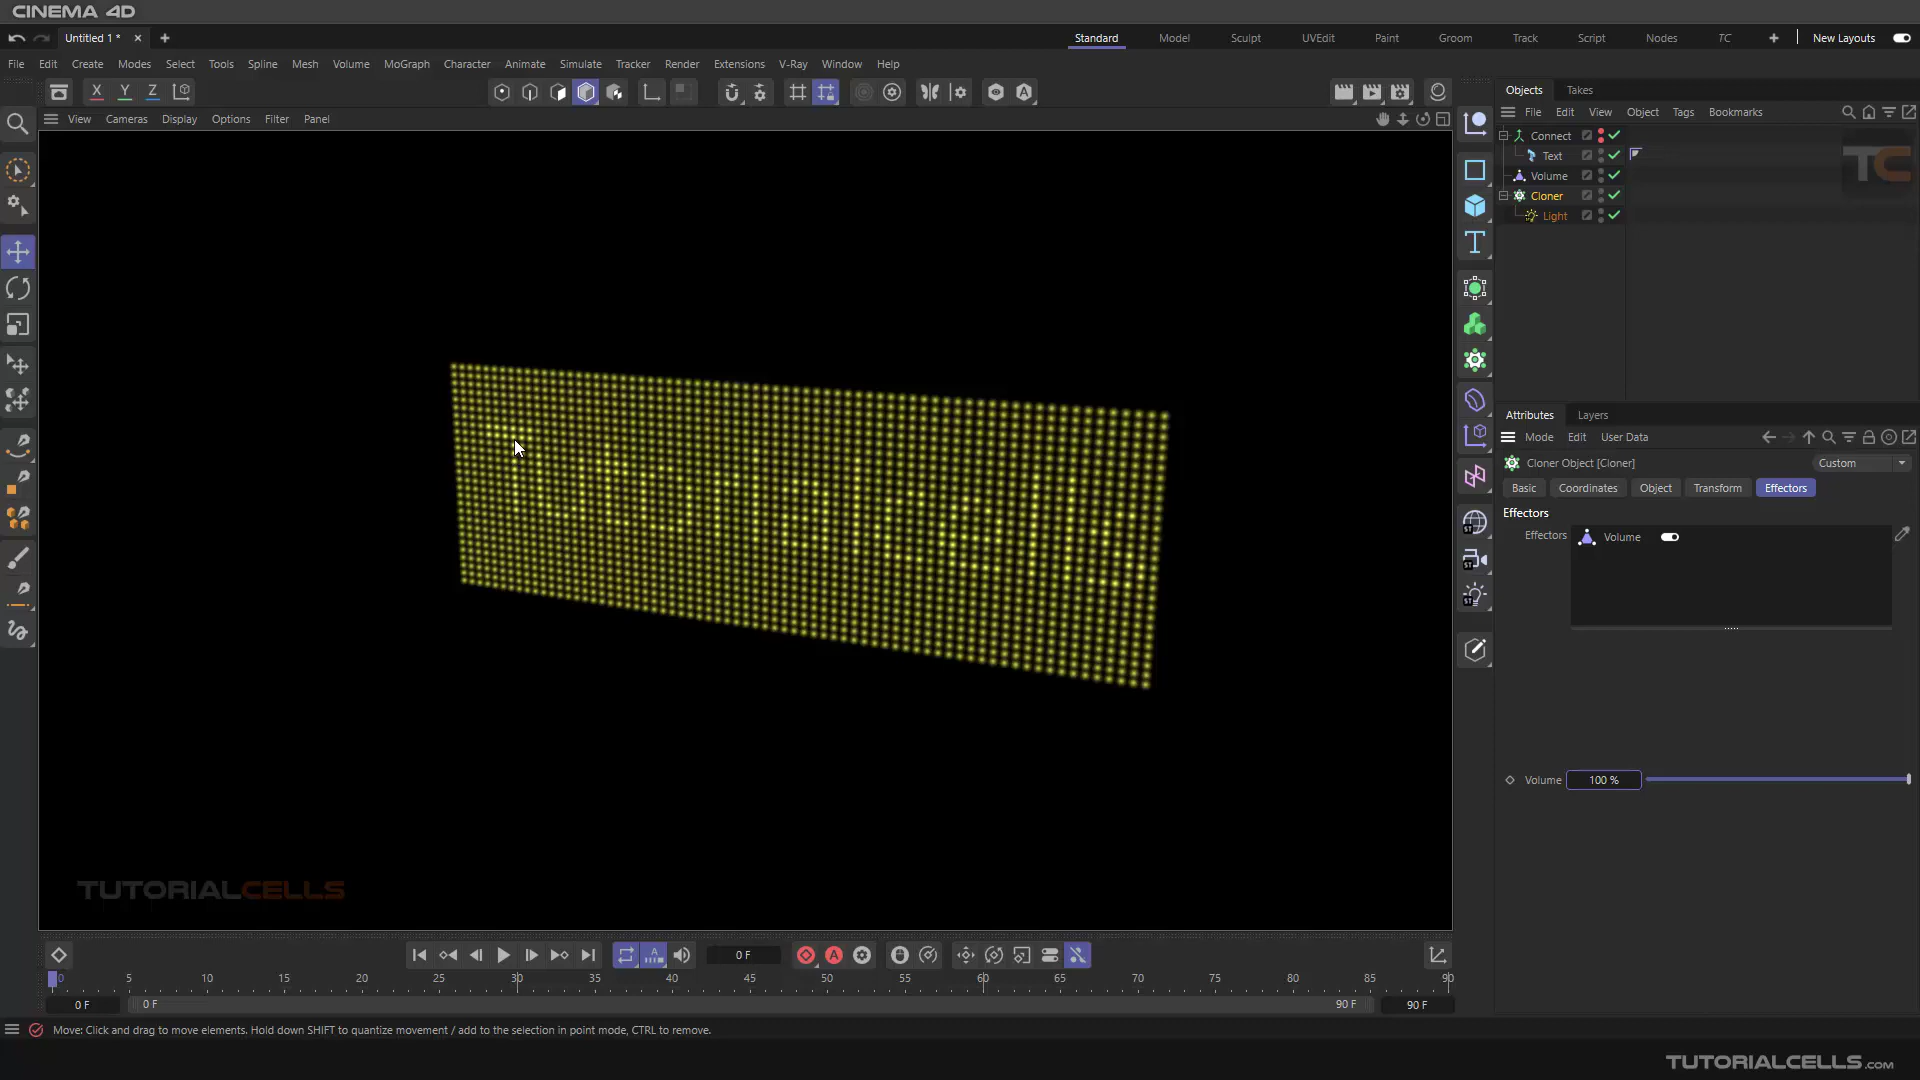 CINEMA 4D
Untitled 1 *
Standard
Model
Sculpt
UVEdit
Paint
Groom
Track
Script
Nodes
TC
New Layouts
File
Edit
Create
Modes
Select
Tools
Spline
Mesh
Volume
MoGraph
Character
Animate
Simulate
Tracker
Render
Extensions
V-Ray
Window
Help
X
Y
Z
View
Cameras
Display
Options
Filter
Panel
Objects
Takes
File
Edit
View
Object
Tags
Bookmarks
Connect
Text
Volume
Cloner
Light
TC
Attributes
Layers
Mode
Edit
User Data
Cloner Object [Cloner]
Custom
Basic
Coordinates
Object
Transform
Effectors
Effectors
Effectors
Volume
Volume
100 %
TUTORIALCELLS
0 F
0
5
10
15
20
25
30
35
40
45
50
55
60
65
70
75
80
85
90
0 F
0 F
90 F
90 F
Move: Click and drag to move elements. Hold down SHIFT to quantize movement / add to the selection in point mode, CTRL to remove.
TUTORIALCELLS.COM